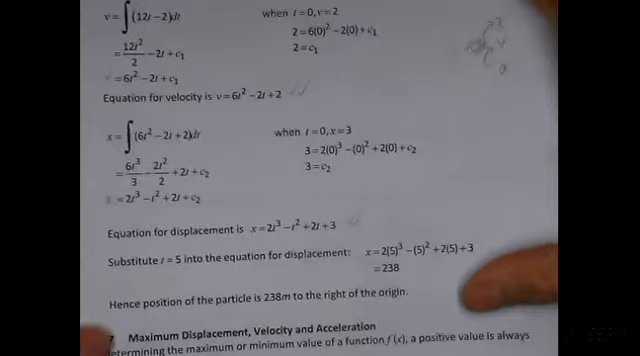 v = ∫(12t − 2)dt when t = 0, v = 2
= 12t²/2 − 2t + c₁ 2 = 6(0)² − 2(0) + c₁
= 6t² − 2t + c₁ 2 = c₁
Equation for velocity is v = 6t² − 2t + 2
x = ∫(6t² − 2t + 2)dt when t = 0, x = 3
= 6t³/3 − 2t²/2 + 2t + c₂ 3 = 2(0)³ − (0)² + 2(0) + c₂
x = 2t³ − t² + 2t + c₂ 3 = c₂
Equation for displacement is x = 2t³ − t² + 2t + 3
Substitute t = 5 into the equation for displacement: x = 2(5)³ − (5)² + 2(5) + 3
= 238
Hence position of the particle is 238m to the right of the origin.
7 Maximum Displacement, Velocity and Acceleration
determining the maximum or minimum value of a function f(x), a positive value is always